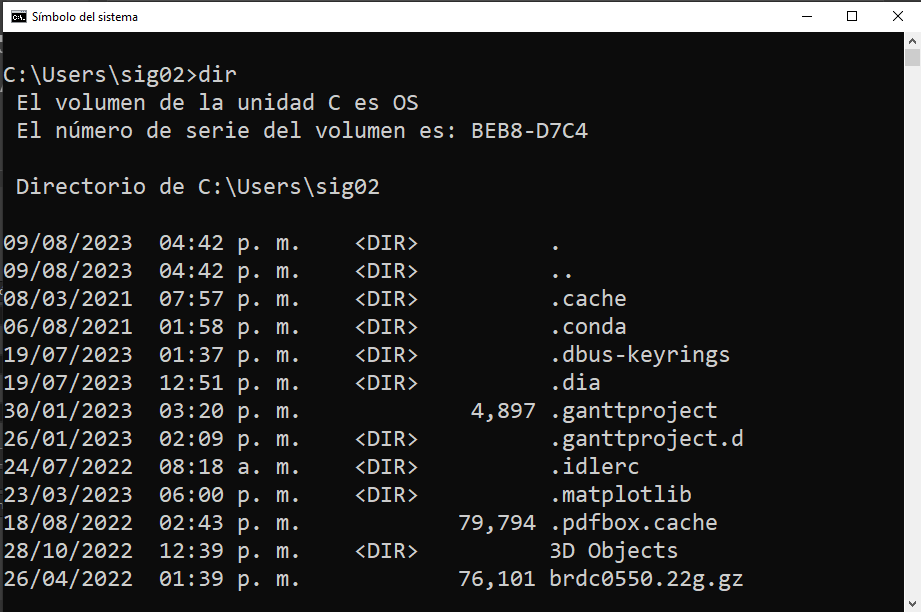 Símbolo del sistema
C:\Users\sig02>dir
El volumen de la unidad C es OS
El número de serie del volumen es: BEB8-D7C4
Directorio de C:\Users\sig02
09/08/2023  04:42 p. m.    <DIR>          .
09/08/2023  04:42 p. m.    <DIR>          ..
08/03/2021  07:57 p. m.    <DIR>          .cache
06/08/2021  01:58 p. m.    <DIR>          .conda
19/07/2023  01:37 p. m.    <DIR>          .dbus-keyrings
19/07/2023  12:51 p. m.    <DIR>          .dia
30/01/2023  03:20 p. m.             4,897 .ganttproject
26/01/2023  02:09 p. m.    <DIR>          .ganttproject.d
24/07/2022  08:18 a. m.    <DIR>          .idlerc
23/03/2023  06:00 p. m.    <DIR>          .matplotlib
18/08/2022  02:43 p. m.            79,794 .pdfbox.cache
28/10/2022  12:39 p. m.    <DIR>          3D Objects
26/04/2022  01:39 p. m.            76,101 brdc0550.22g.gz